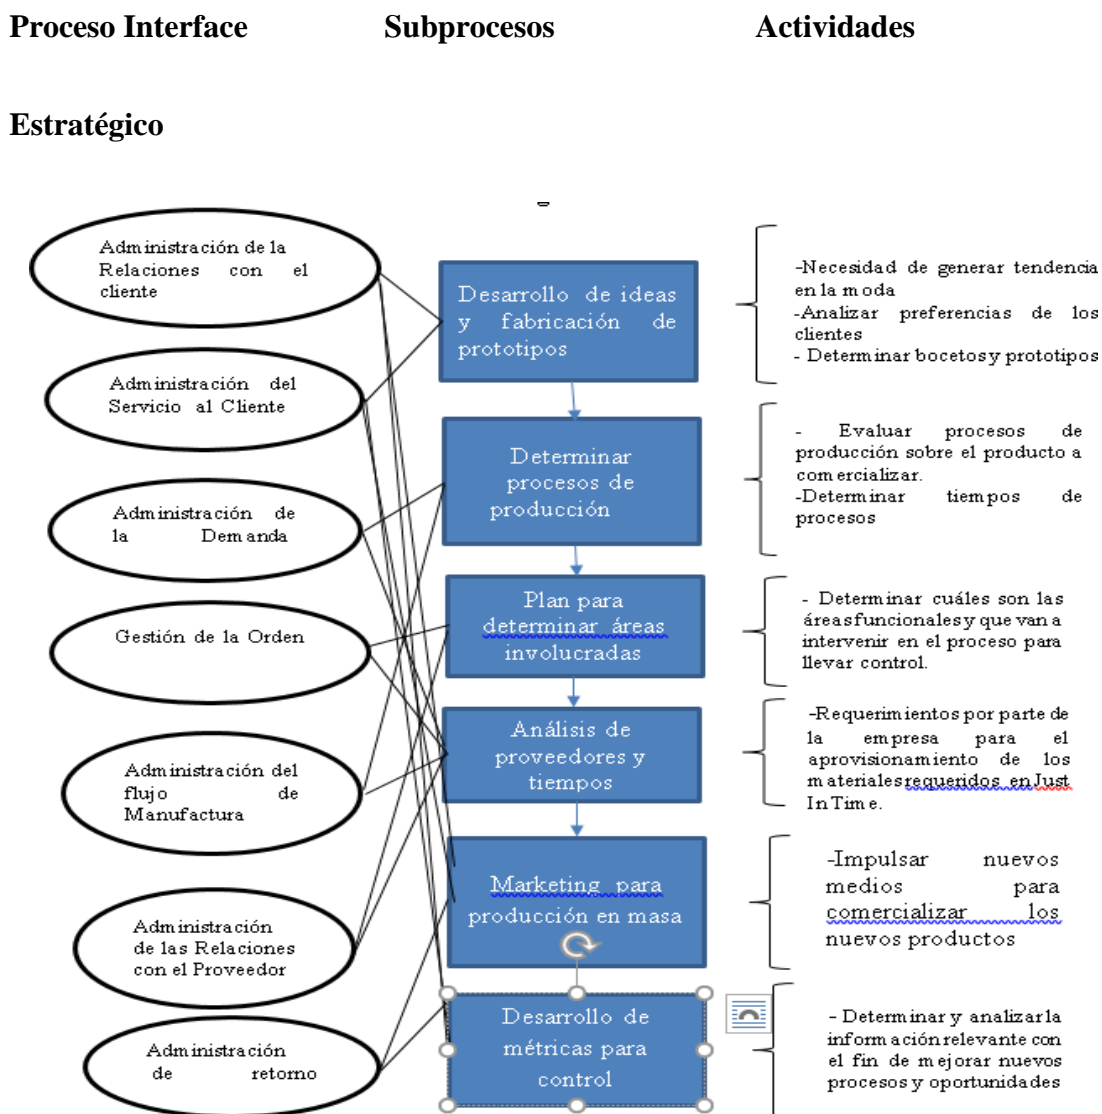 Proceso Interface
Subprocesos
Actividades
Estratégico
Administración de la
Relaciones con el
cliente
Administración del
Servicio al Cliente
Administración de
la Demanda
Gestión de la Orden
Administración del
flujo de
Manufactura
Administración
de las Relaciones
con el Proveedor
Administración
de retorno
Desarrollo de ideas
y fabricación de
prototipos
Determinar
procesos de
producción
Plan para
determinar áreas
involucradas
Análisis de
proveedores y
tiempos
Marketing para
producción en masa
Desarrollo de
métricas para
control
-Necesidad de generar tendencia
en la moda
-Analizar preferencias de los
clientes
- Determinar bocetos y prototipos
- Evaluar procesos de
producción sobre el producto a
comercializar.
-Determinar tiempos de
procesos
- Determinar cuáles son las
áreas funcionales y que van a
intervenir en el proceso para
llevar control.
-Requerimientos por parte de
la empresa para el
aprovisionamiento de los
materiales requeridos en Just
In Time.
-Impulsar nuevos
medios para
comercializar los
nuevos productos
- Determinar y analizar la
información relevante con
el fin de mejorar nuevos
procesos y oportunidades